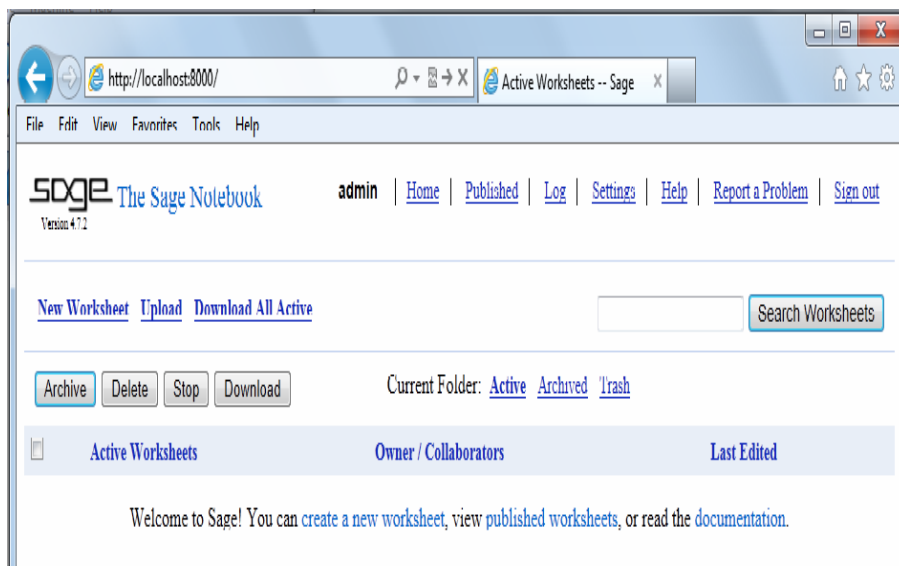 http://localhost:8000/
Active Worksheets -- Sage
File Edit View Favorites Tools Help
sage The Sage Notebook
Version 4.7.2
admin | Home | Published | Log | Settings | Help | Report a Problem | Sign out
New Worksheet Upload Download All Active
Search Worksheets
Archive Delete Stop Download
Current Folder: Active Archived Trash
Active Worksheets Owner / Collaborators Last Edited
Welcome to Sage! You can create a new worksheet, view published worksheets, or read the documentation.